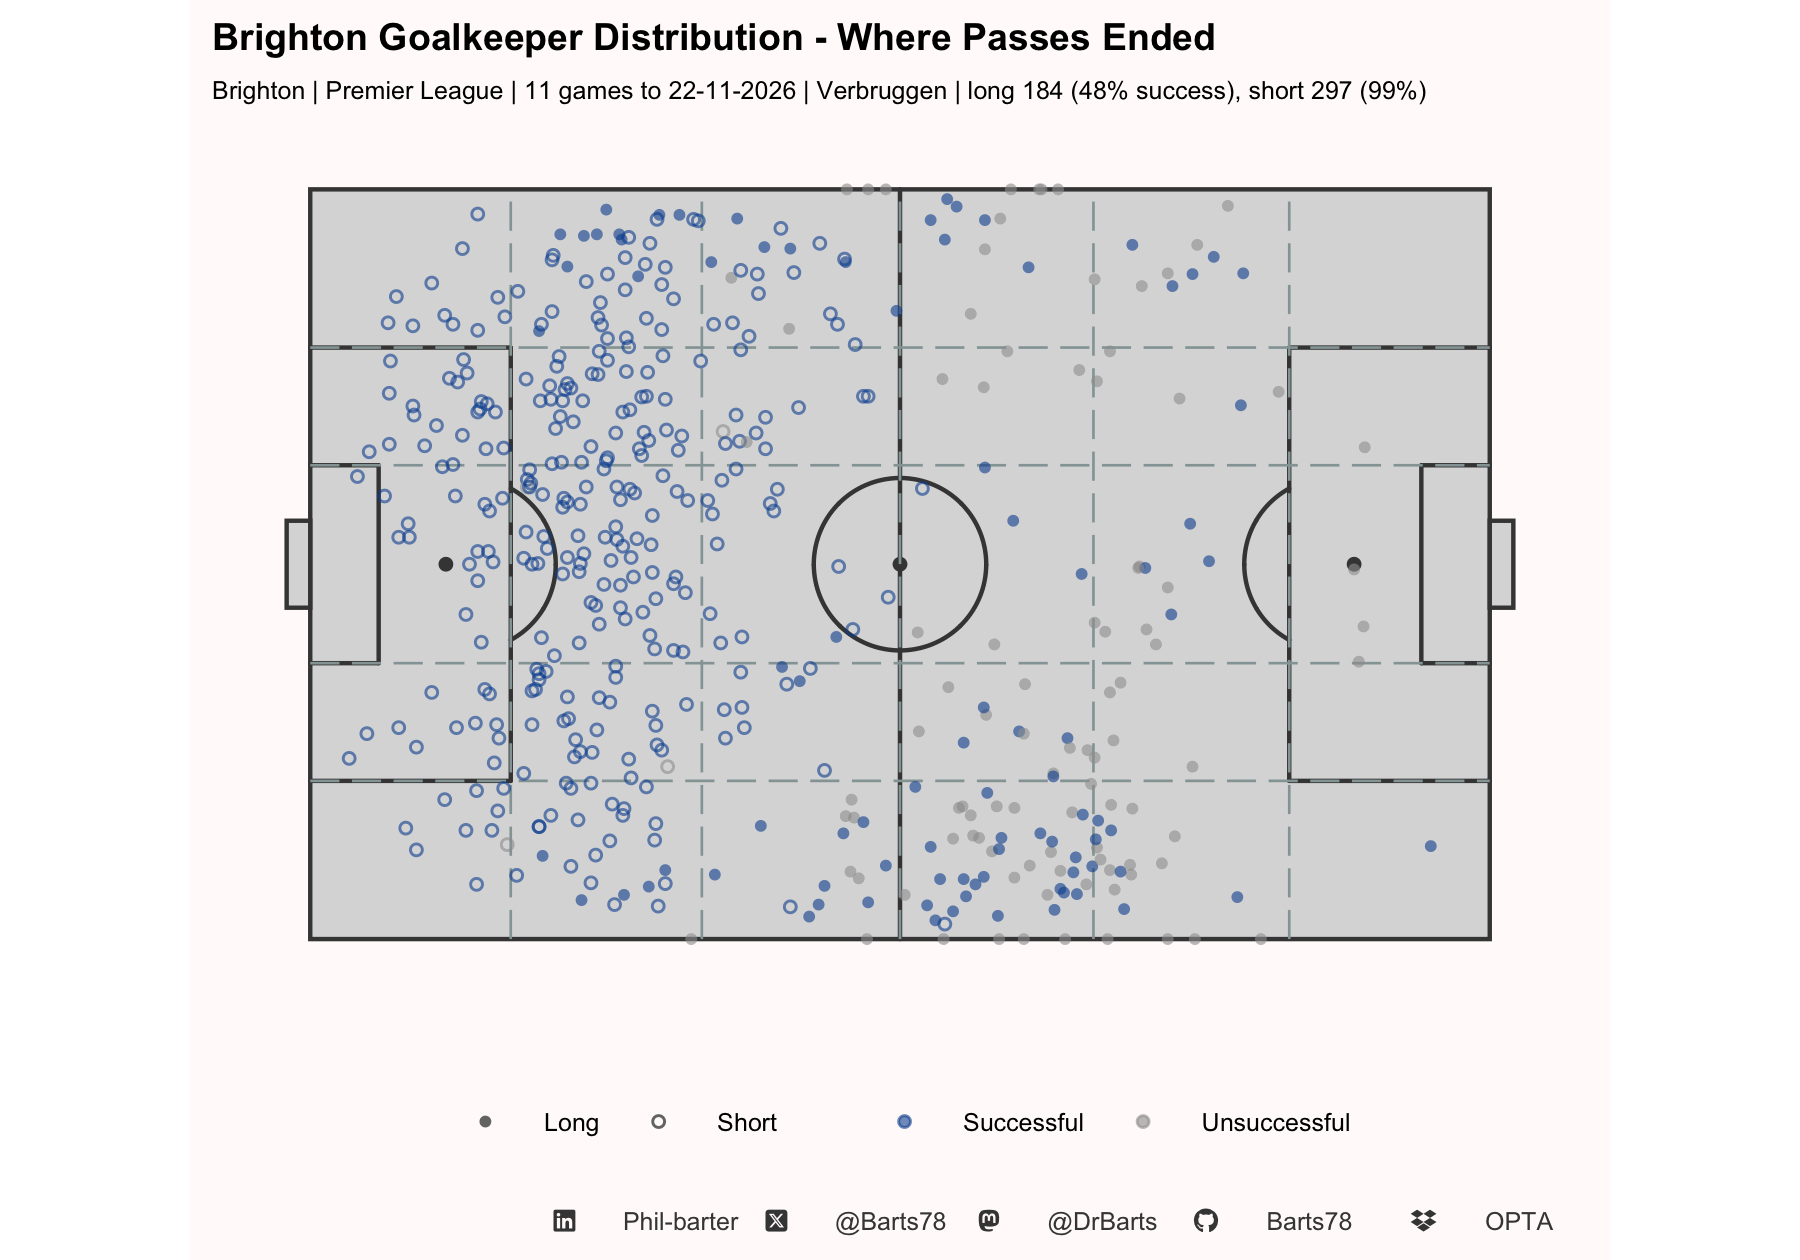 Brighton Goalkeeper Distribution - Where Passes Ended
Brighton | Premier League | 11 games to 22-11-2026 | Verbruggen | long 184 (48% success), short 297 (99%)
Long Short Successful Unsuccessful
Phil-barter @Barts78 @DrBarts Barts78 OPTA